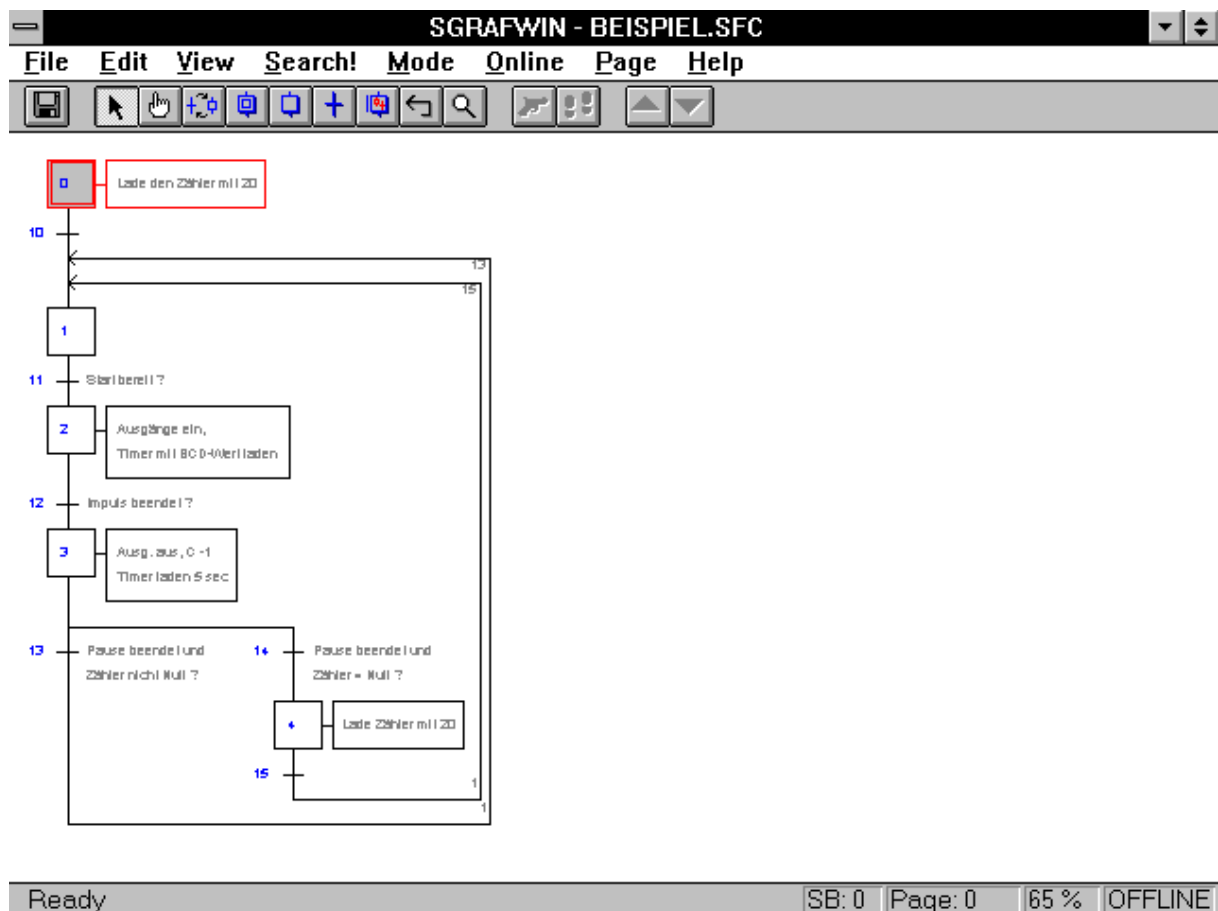 SGRAFWIN - BEISPIEL.SFC
File Edit View Search! Mode Online Page Help
0
Lade den Zähler mit 20
10
13
15
1
11
Startbereit ?
2
Ausgänge ein,
Timer mit BCD-Wert laden
12
Impuls beendet ?
3
Ausg. aus, C -1
Timer laden 5 sec
13
Pause beendet und
Zähler nicht Null ?
14
Pause beendet und
Zähler = Null ?
4
Lade Zähler mit 20
15
1
1
Ready
SB: 0
Page: 0
65 %
OFFLINE